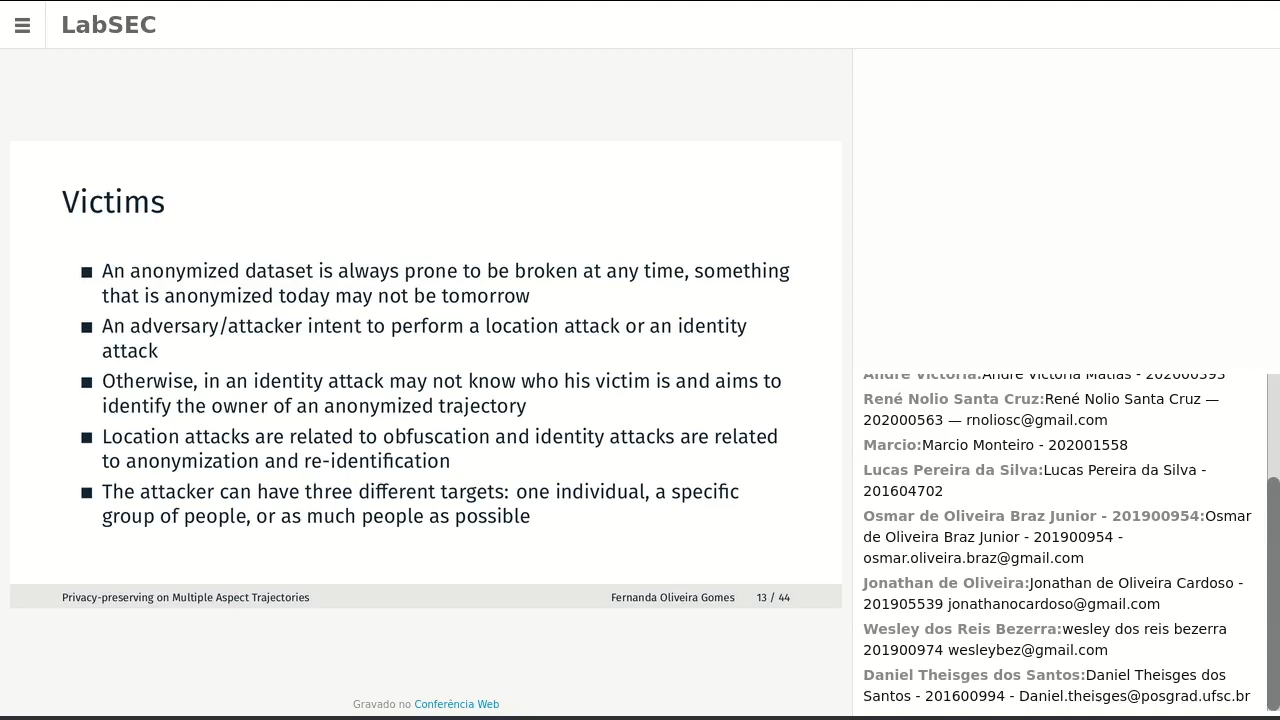 LabSEC
Victims
■ An anonymized dataset is always prone to be broken at any time, something
that is anonymized today may not be tomorrow
■ An adversary/attacker intent to perform a location attack or an identity
attack
■ Otherwise, in an identity attack may not know who his victim is and aims to
identify the owner of an anonymized trajectory
■ Location attacks are related to obfuscation and identity attacks are related
to anonymization and re-identification
■ The attacker can have three different targets: one individual, a specific
group of people, or as much people as possible
Privacy-preserving on Multiple Aspect Trajectories Fernanda Oliveira Gomes 13 / 44
Gravado no Conferência Web
André Victória:André Victória Matias - 202000393
René Nolio Santa Cruz:René Nolio Santa Cruz —
202000563 — rnoliosc@gmail.com
Marcio:Marcio Monteiro - 202001558
Lucas Pereira da Silva:Lucas Pereira da Silva -
201604702
Osmar de Oliveira Braz Junior - 201900954:Osmar
de Oliveira Braz Junior - 201900954 -
osmar.oliveira.braz@gmail.com
Jonathan de Oliveira:Jonathan de Oliveira Cardoso -
201905539 jonathanocardoso@gmail.com
Wesley dos Reis Bezerra:wesley dos reis bezerra
201900974 wesleybez@gmail.com
Daniel Theisges dos Santos:Daniel Theisges dos
Santos - 201600994 - Daniel.theisges@posgrad.ufsc.br